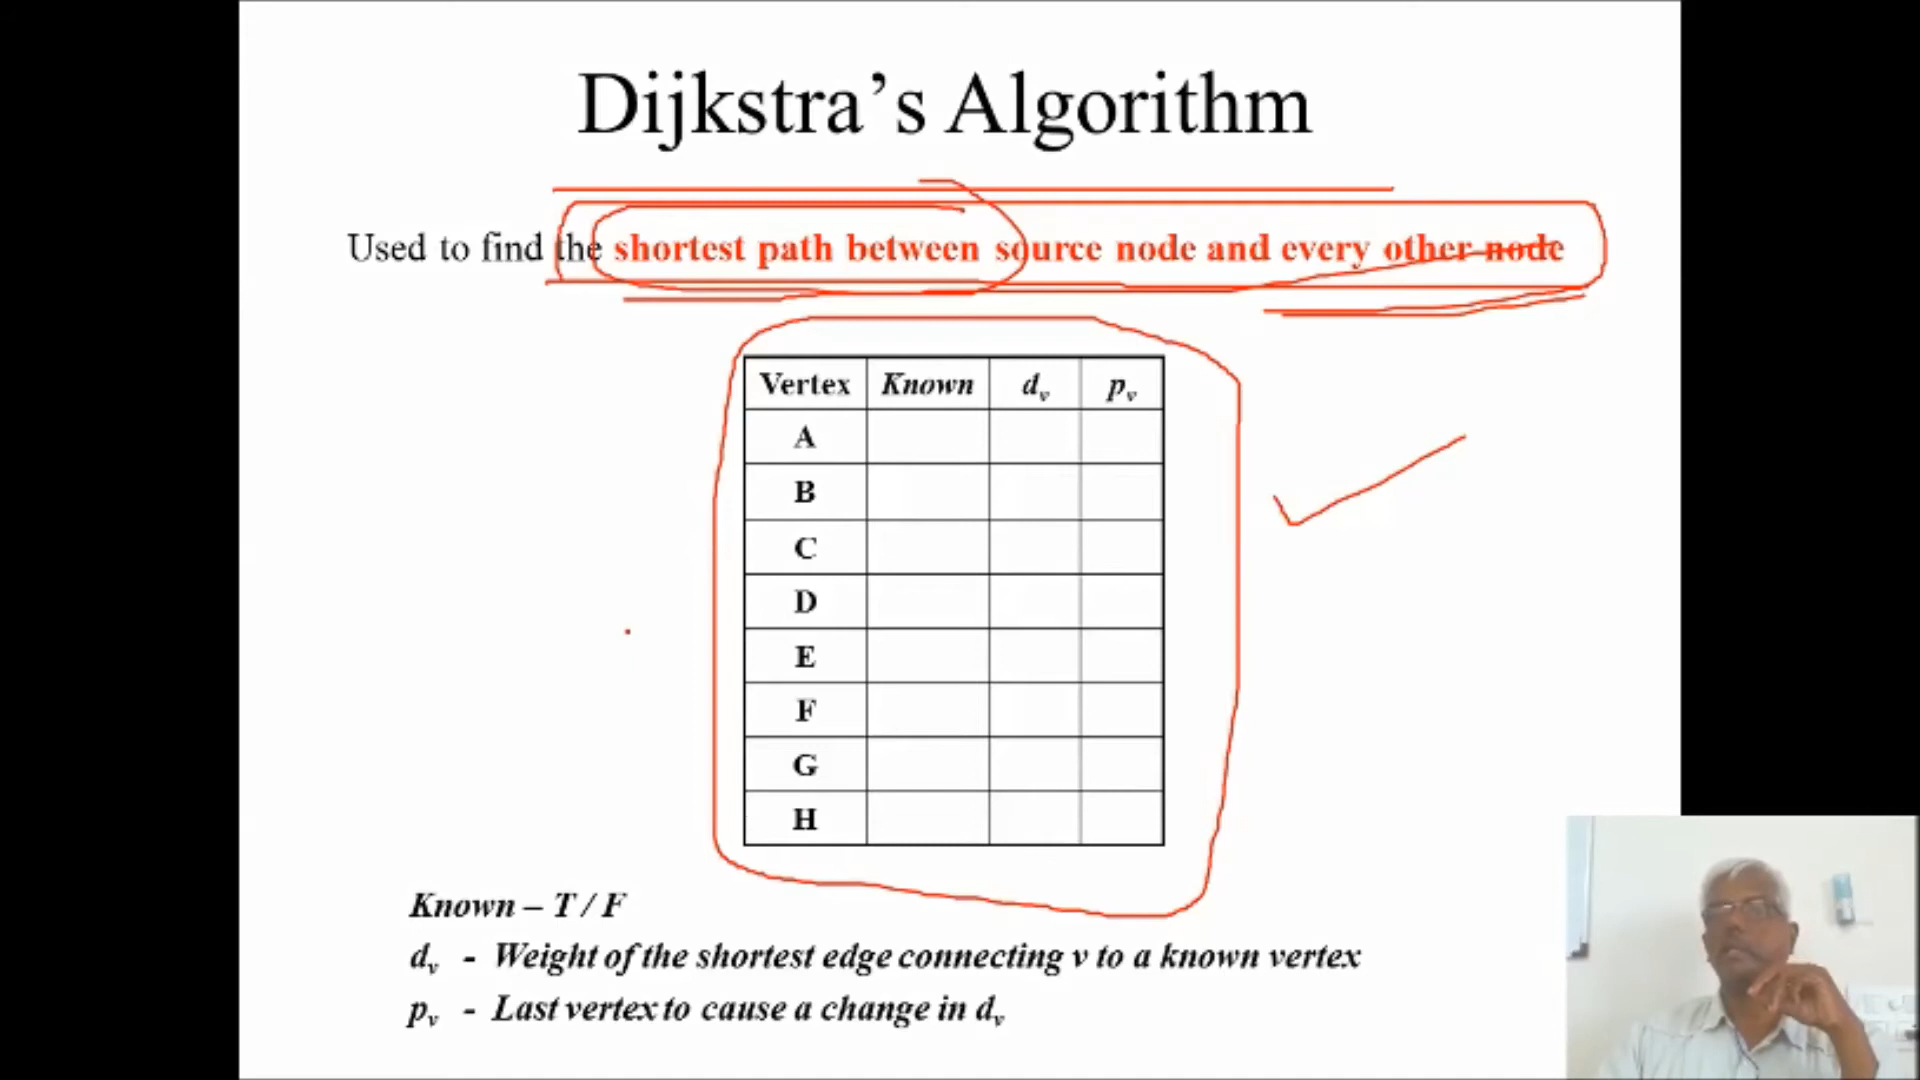 Dijkstra’s Algorithm
Used to find the shortest path between source node and every other node
Vertex Known dv pv
A
B
C
D
E
F
G
H
Known – T / F
dv - Weight of the shortest edge connecting v to a known vertex
pv - Last vertex to cause a change in dv